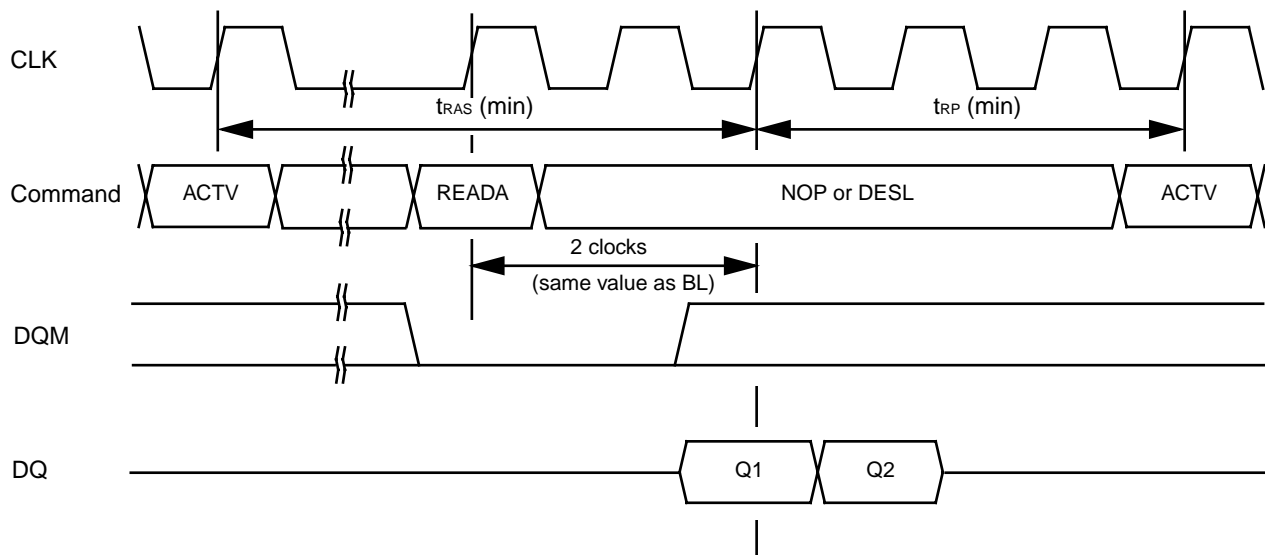 CLK
tRAS (min)
tRP (min)
Command
ACTV
READA
NOP or DESL
ACTV
2 clocks
(same value as BL)
DQM
DQ
Q1
Q2